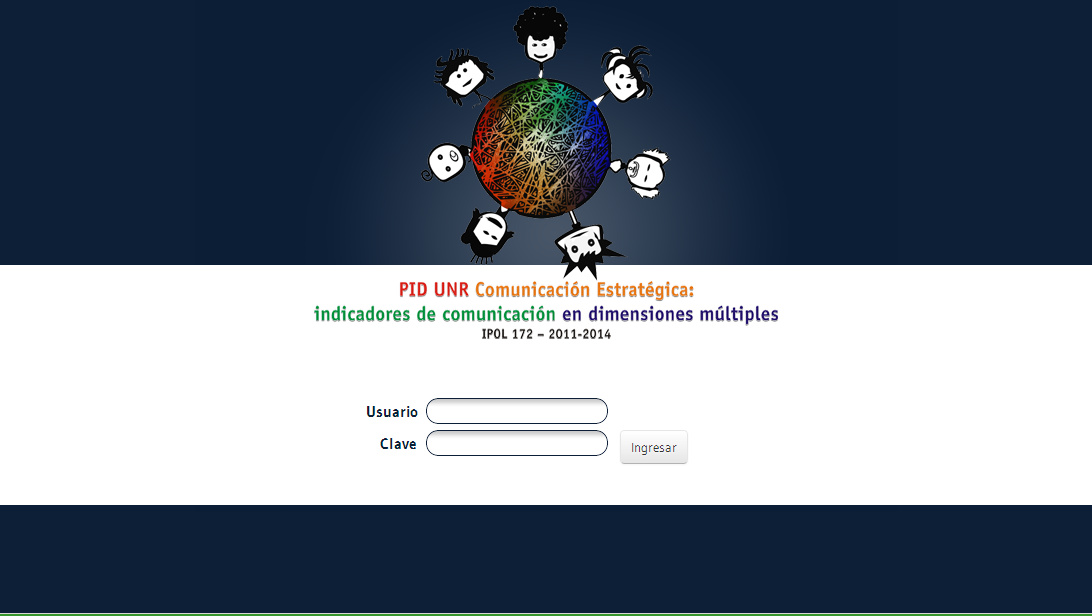 PID UNR Comunicación Estratégica:
indicadores de comunicación en dimensiones múltiples
IPOL 172 – 2011-2014
Usuario
Clave
Ingresar